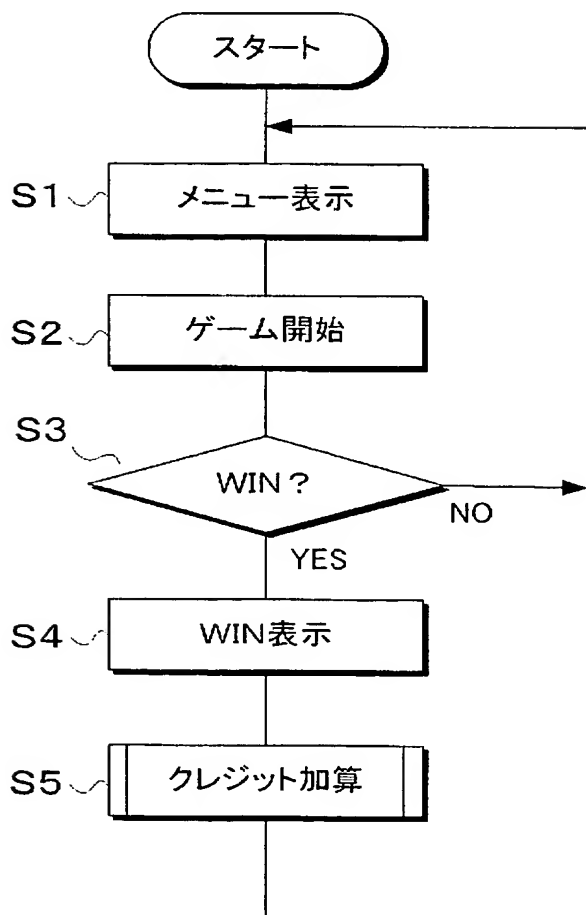 スタート
S1 メニュー表示
S2 ゲーム開始
S3
WIN?
NO
YES
S4 WIN表示
S5 クレジット加算